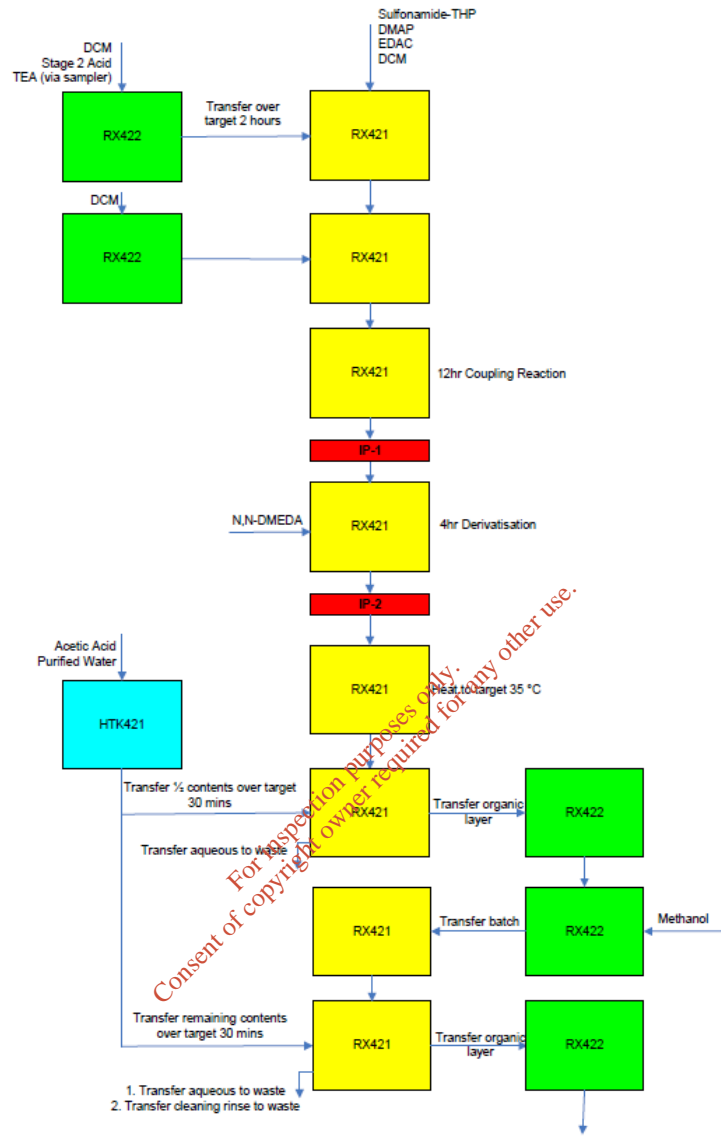 Sulfonamide-THP
DMAP
EDAC
DCM
DCM
Stage 2 Acid
TEA (via sampler)
RX422
Transfer over
target 2 hours
RX421
DCM
RX422
RX421
RX421
12hr Coupling Reaction
IP-1
N,N-DMEDA
RX421
4hr Derivatisation
IP-2
Acetic Acid
Purified Water
RX421
Heat to target 35 °C
HTK421
Transfer ½ contents over target
30 mins
RX421
Transfer organic
layer
RX422
Transfer aqueous to waste
For inspection purposes only.
Consent of copyright owner required for any other use.
RX421
Transfer batch
RX422
Methanol
Transfer remaining contents
over target 30 mins
RX421
Transfer organic
layer
RX422
1. Transfer aqueous to waste
2. Transfer cleaning rinse to waste